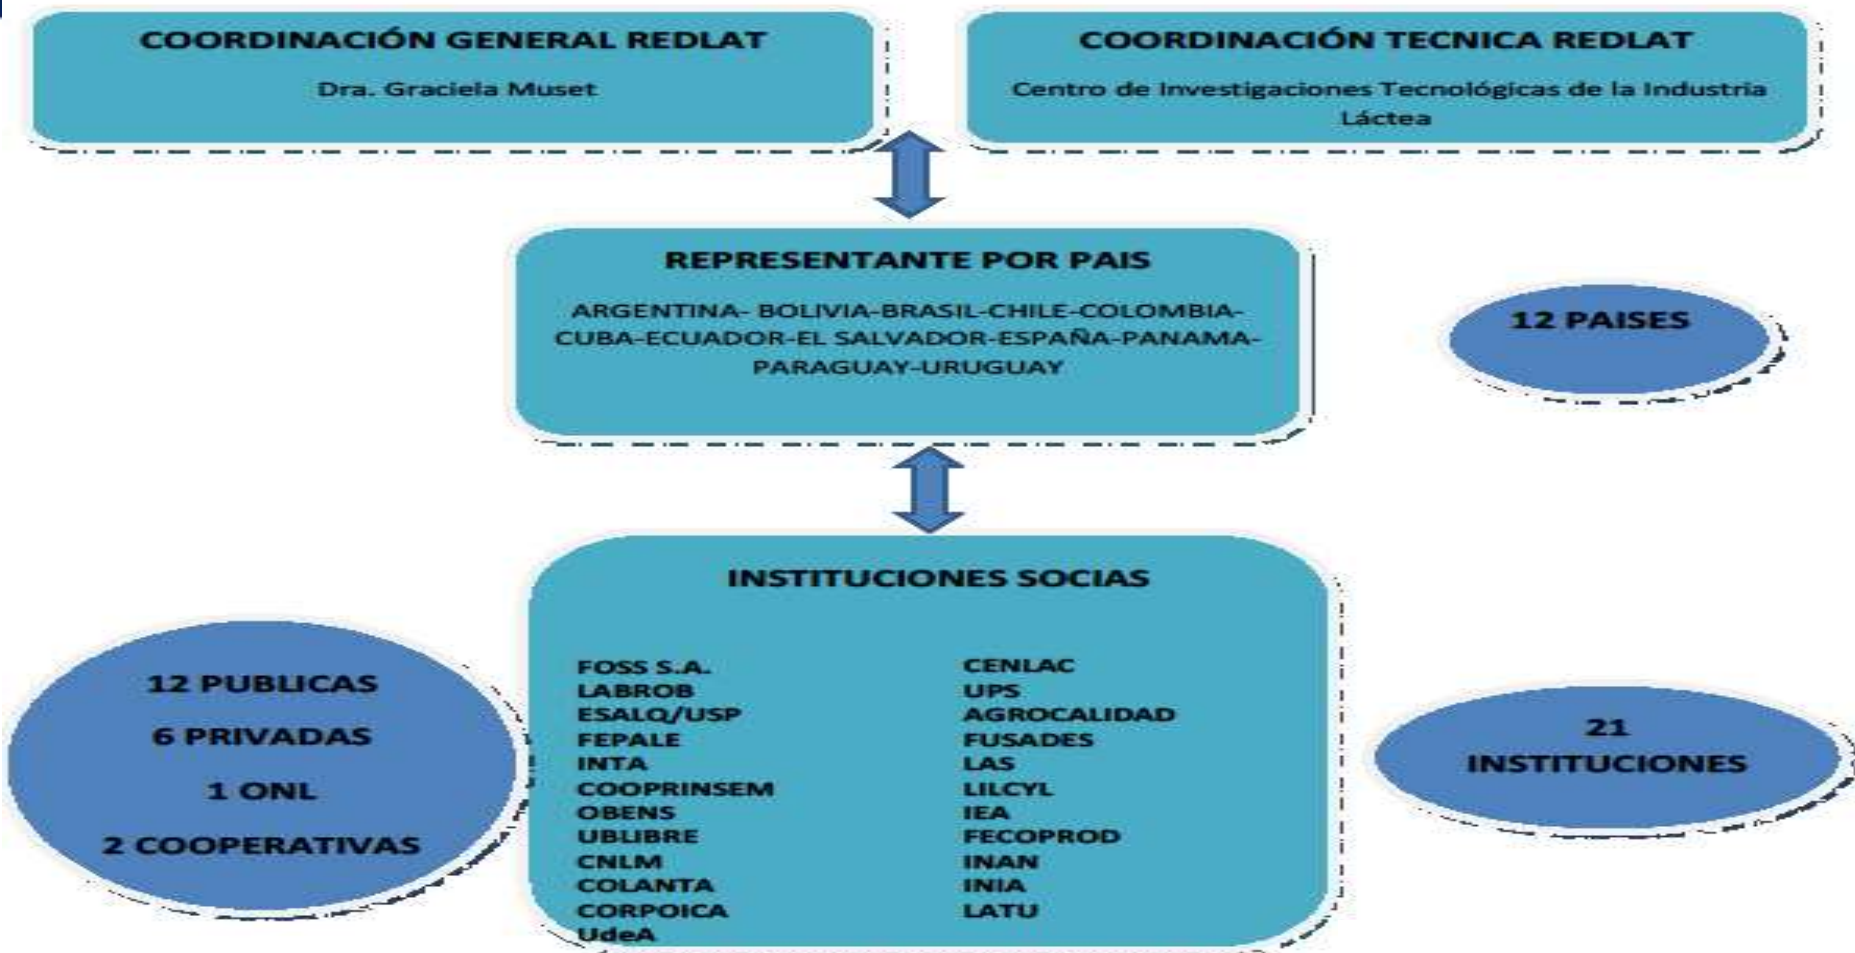 COORDINACIÓN GENERAL REDLAT
Dra. Graciela Muset
COORDINACIÓN TECNICA REDLAT
Centro de Investigaciones Tecnológicas de la Industria
Láctea
REPRESENTANTE POR PAIS
ARGENTINA- BOLIVIA-BRASIL-CHILE-COLOMBIA-
CUBA-ECUADOR-EL SALVADOR-ESPAÑA-PANAMA-
PARAGUAY-URUGUAY
12 PAISES
INSTITUCIONES SOCIAS
12 PUBLICAS
6 PRIVADAS
1 ONL
2 COOPERATIVAS
FOSS S.A.
LABROB
ESALQ/USP
FEPALE
INTA
COOPRINSEM
OBENS
UBLIBRE
CNLM
COLANTA
CORPOICA
UdeA
CENLAC
UPS
AGROCALIDAD
FUSADES
LAS
LILCYL
IEA
FECOPROD
INAN
INIA
LATU
21
INSTITUCIONES